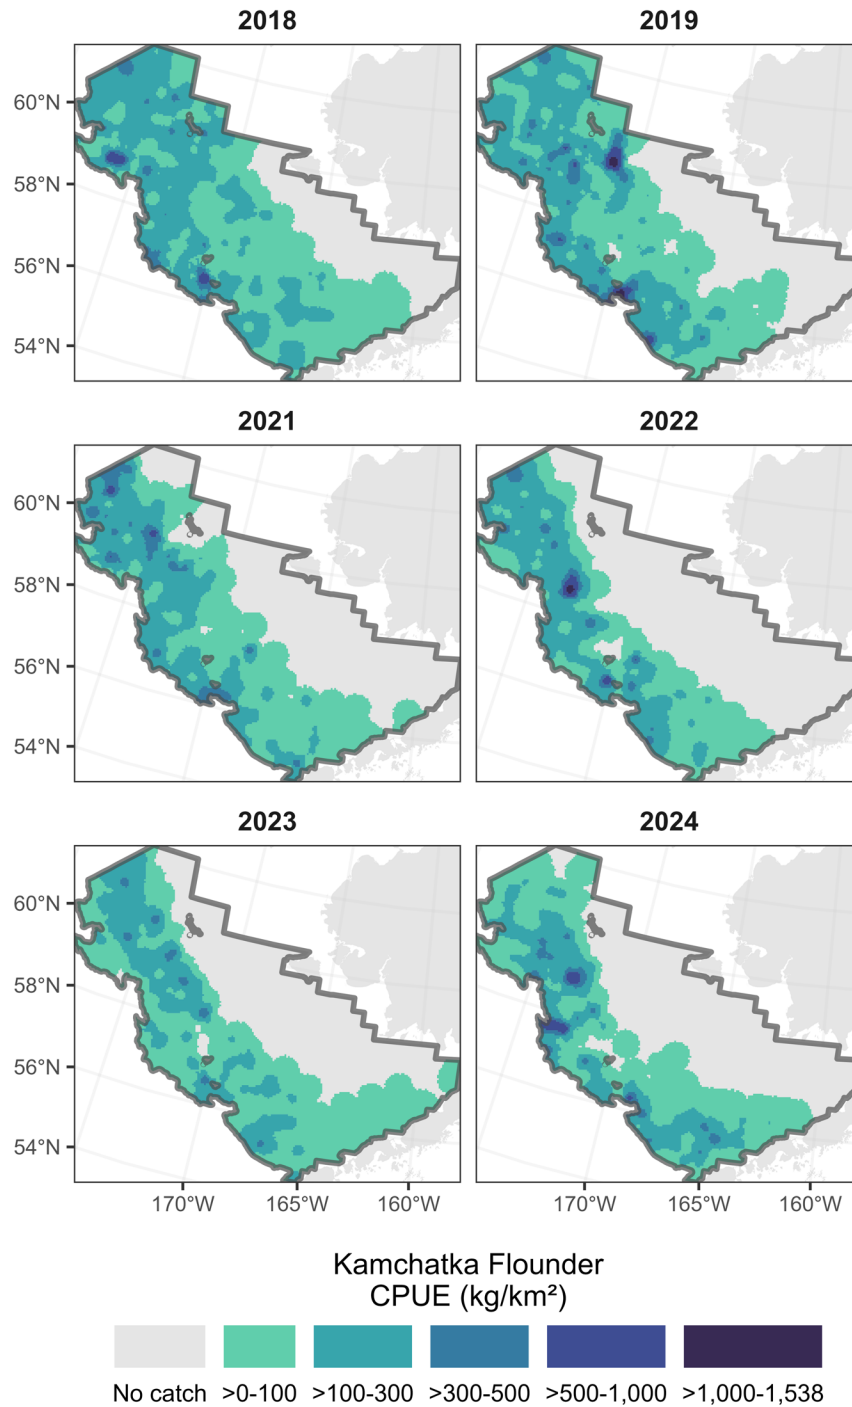 2018 2019
60°N
58°N
56°N
54°N
2021 2022
60°N
58°N
56°N
54°N
2023 2024
60°N
58°N
56°N
54°N
170°W 165°W 160°W 170°W 165°W 160°W
Kamchatka Flounder
CPUE (kg/km²)
No catch >0-100 >100-300 >300-500 >500-1,000 >1,000-1,538